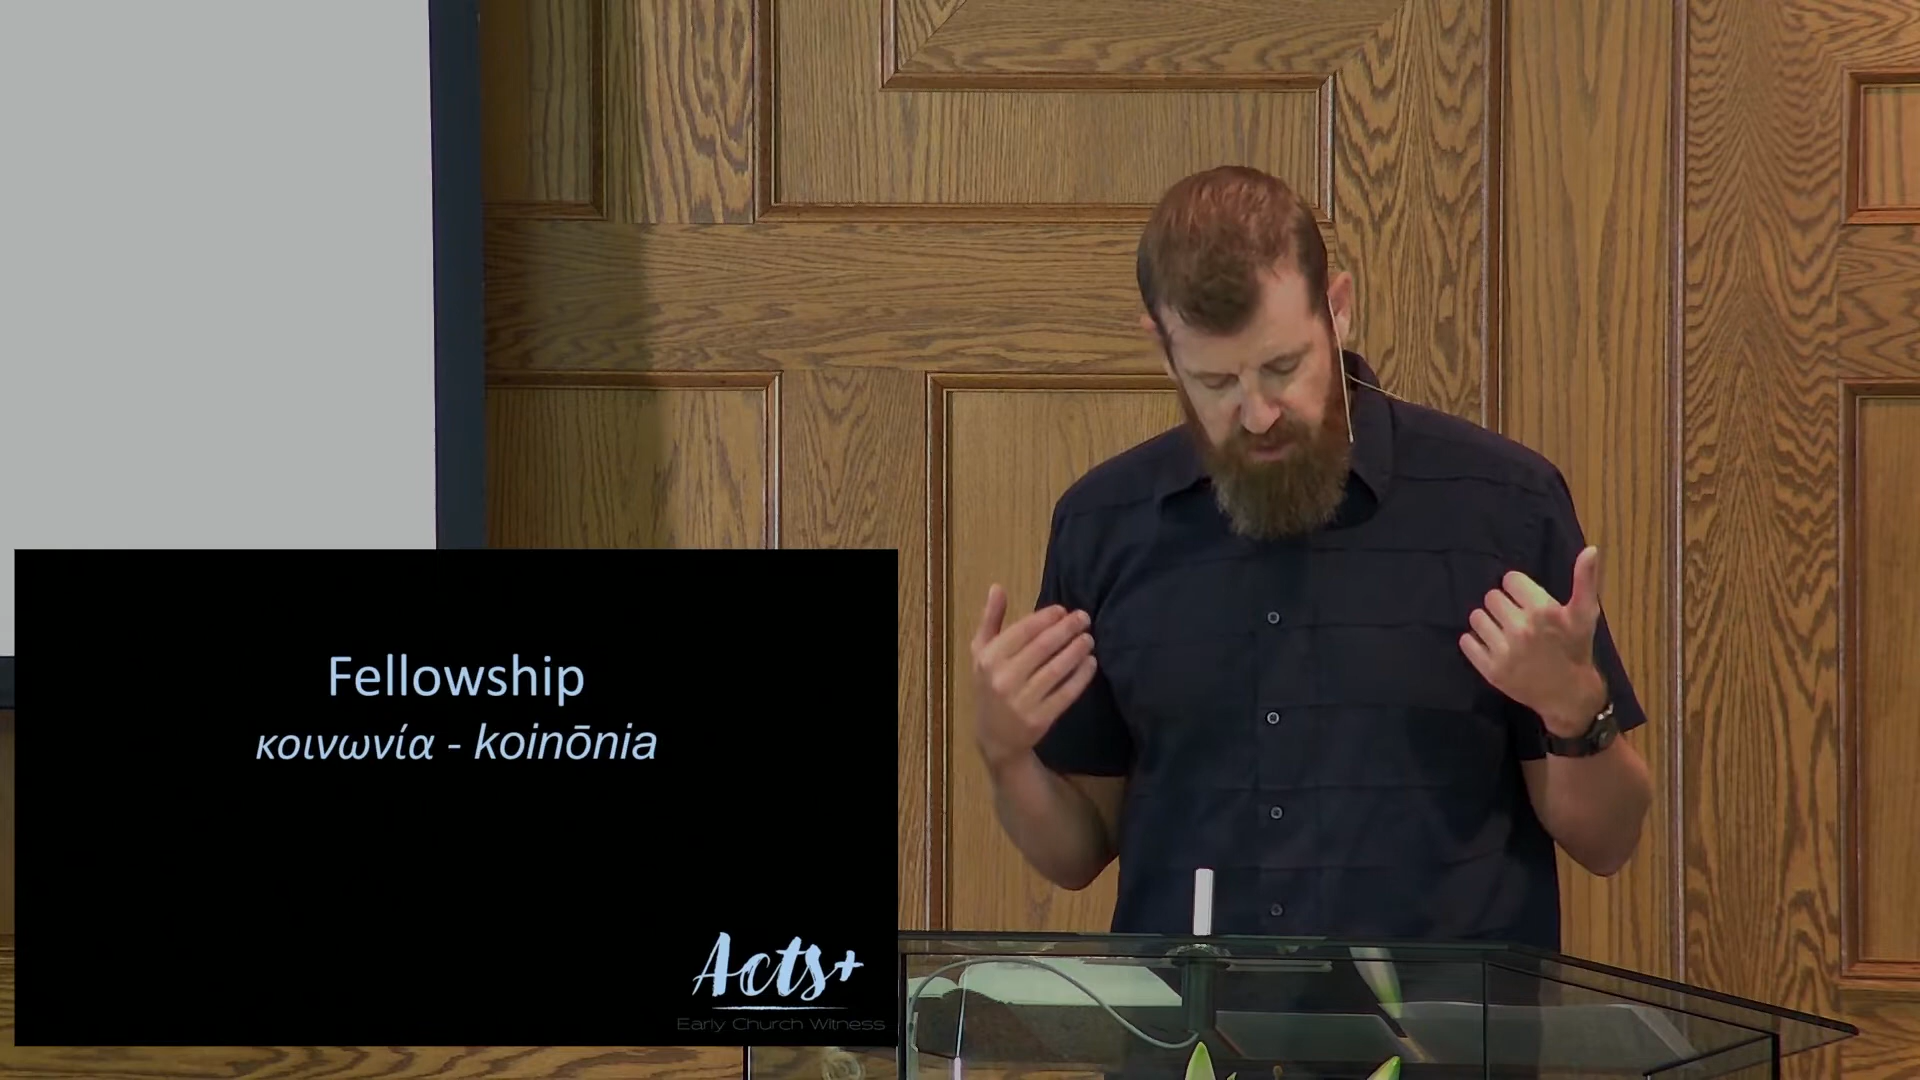 Fellowship
κοινωνία - koinōnia
Acts+
Early Church Witness